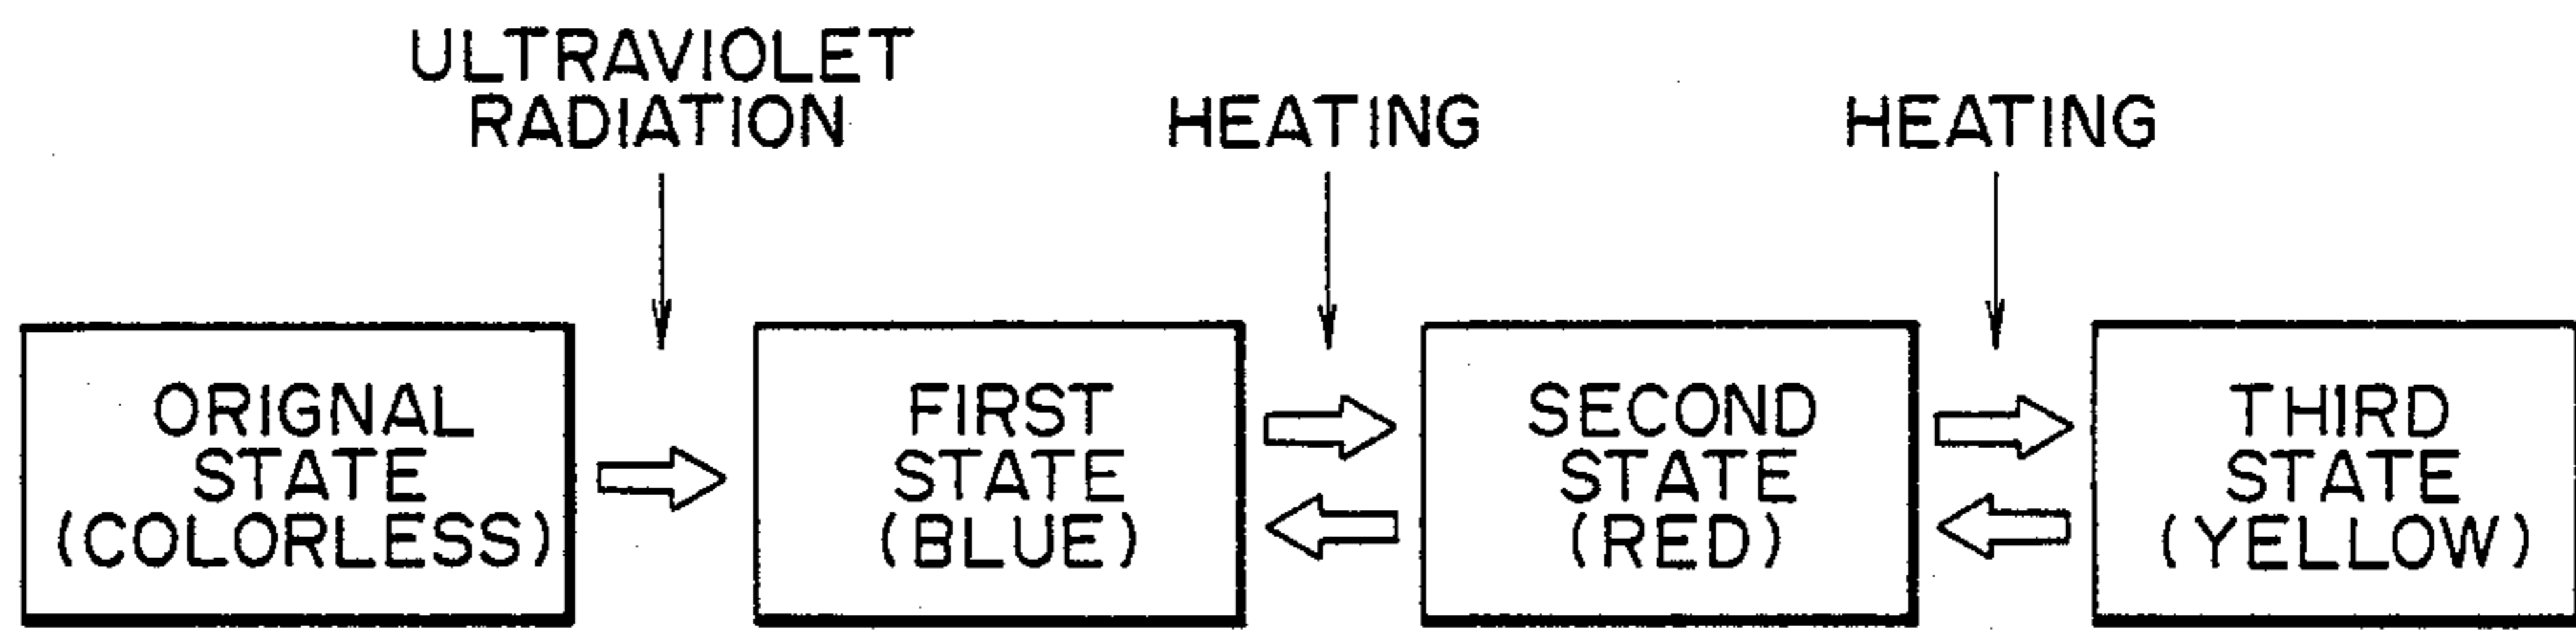 ULTRAVIOLET
RADIATION
HEATING
HEATING
ORIGNAL
STATE
(COLORLESS)
FIRST
STATE
(BLUE)
SECOND
STATE
(RED)
THIRD
STATE
(YELLOW)